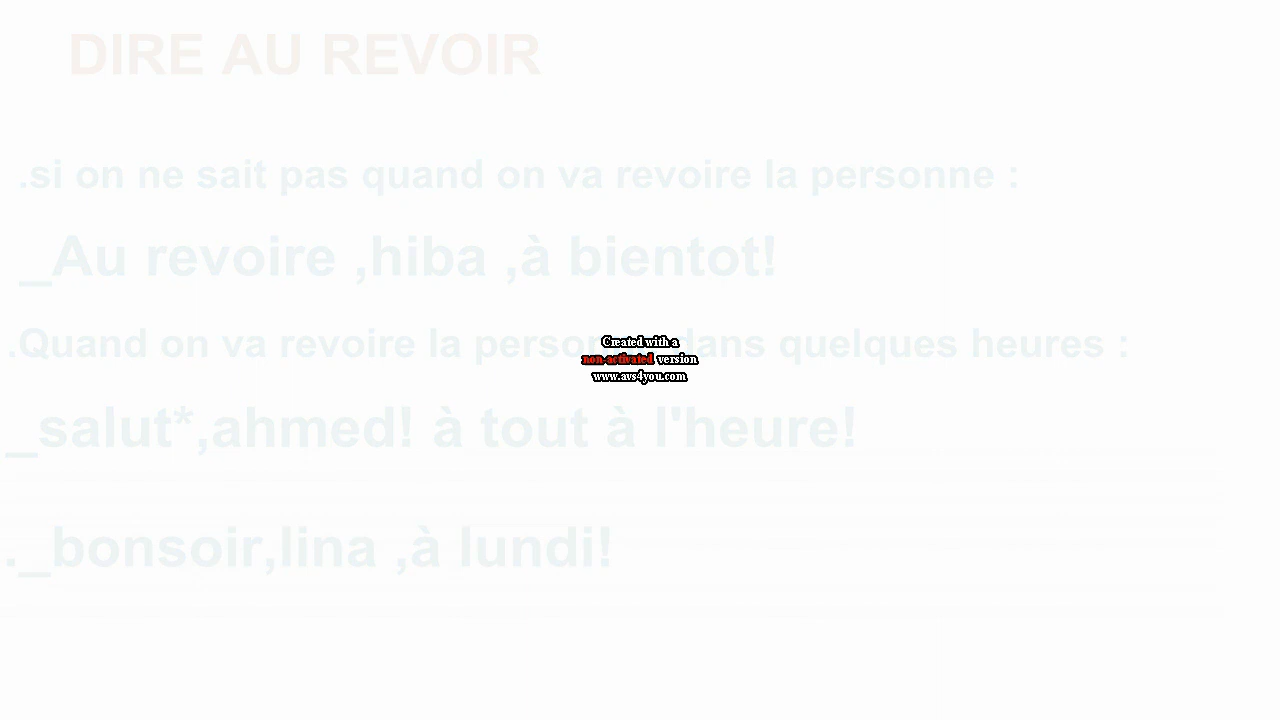 DIRE AU REVOIR
.si on ne sait pas quand on va revoire la personne :
_Au revoire ,hiba ,à bientot!
.Quand on va revoire la perso dans quelques heures :
Created with a
non-activated version
www.avs4you.com
_salut*,ahmed! à tout à l'heure!
._bonsoir,lina ,à lundi!